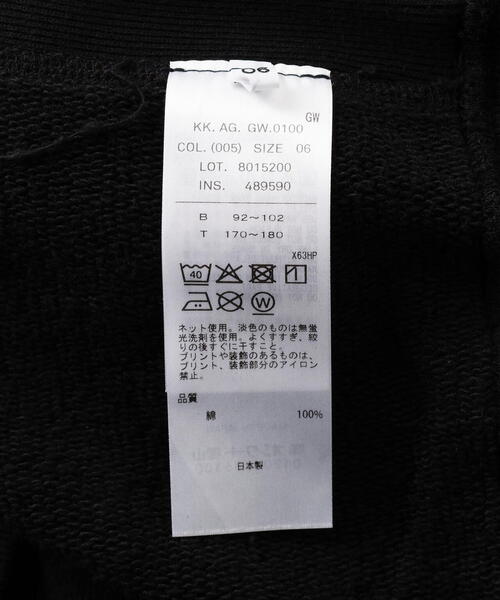 06
GW
KK. AG. GW.0100
COL. (005) SIZE 06
LOT. 8015200
INS. 489590
B 92～102
T 170～180
X63HP
40
W
ネット使用。淡色のものは無蛍
光洗剤を使用。よくすすぎ、絞
りの後すぐに干すこと。
プリントや装飾のあるものは、
プリント、装飾部分のアイロン
禁止。
品質
綿 100%
日本製